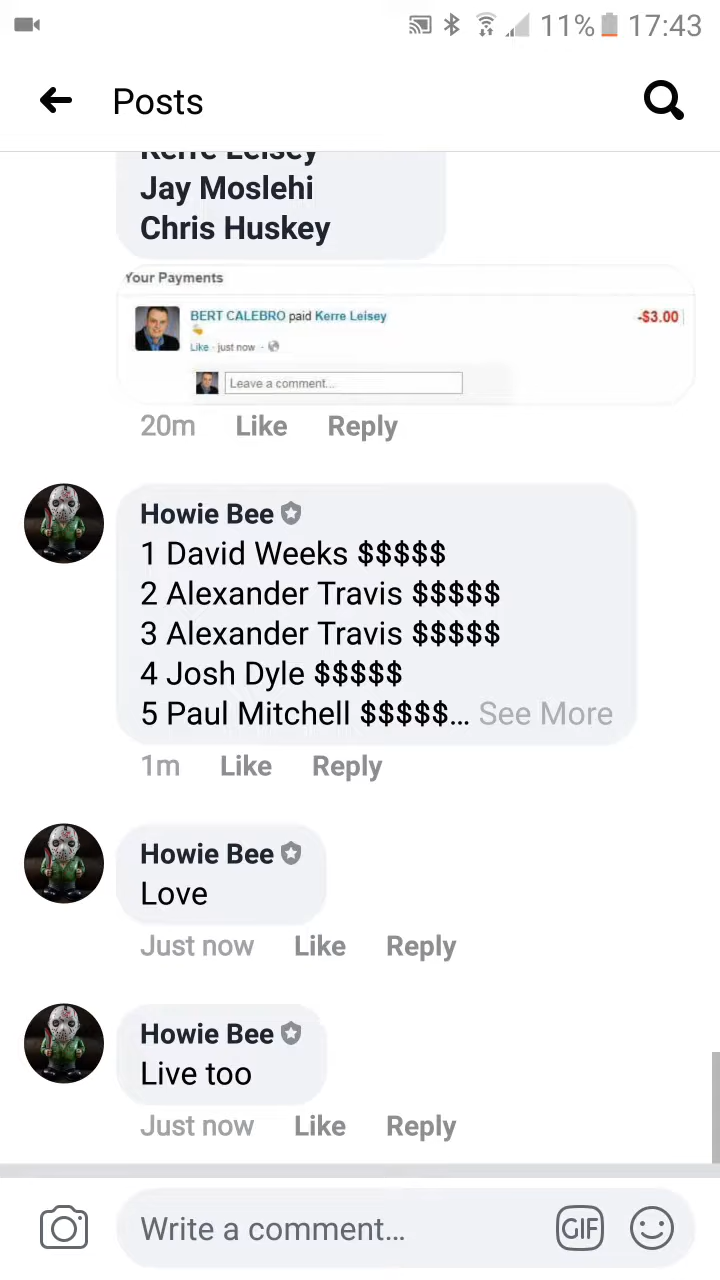 11% 17:43
Posts
Kerre Leisey
Jay Moslehi
Chris Huskey
Your Payments
BERT CALEBRO paid Kerre Leisey
-$3.00
Like · just now ·
Leave a comment...
20m Like Reply
Howie Bee
1 David Weeks $$$$$
2 Alexander Travis $$$$$
3 Alexander Travis $$$$$
4 Josh Dyle $$$$$
5 Paul Mitchell $$$$$... See More
1m Like Reply
Howie Bee
Love
Just now Like Reply
Howie Bee
Live too
Just now Like Reply
Write a comment...
GIF